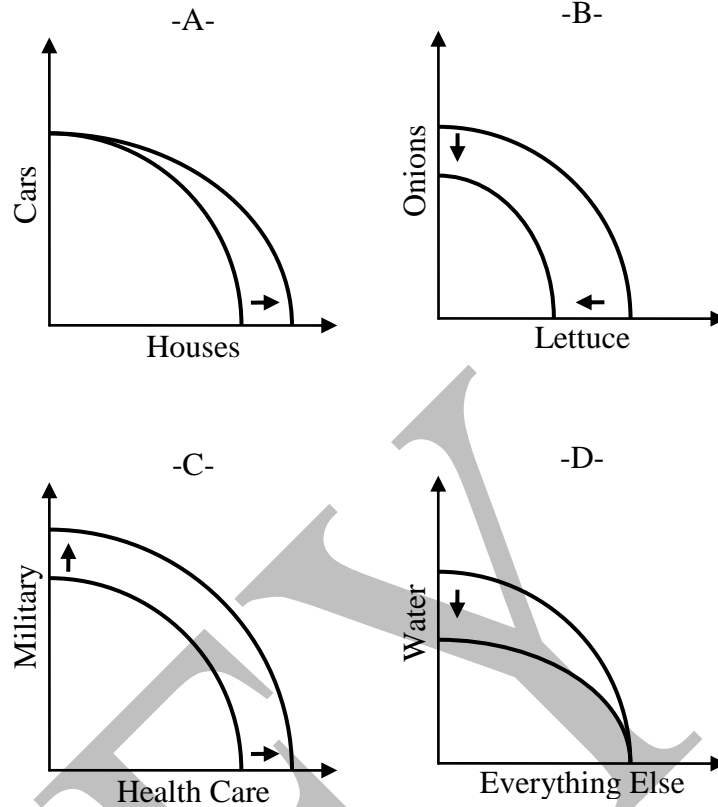 -A-
Cars
Houses
-B-
Onions
Lettuce
-C-
Military
Health Care
-D-
Water
Everything Else